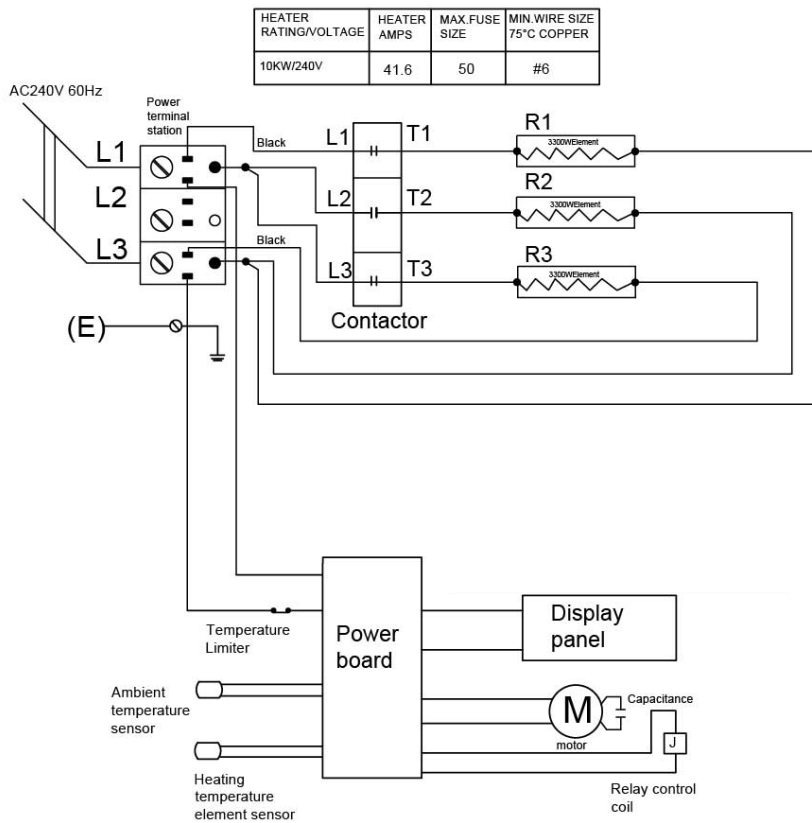 HEATER
RATING/VOLTAGE
HEATER
AMPS
MAX.FUSE
SIZE
MIN.WIRE SIZE
75°C COPPER
10KW/240V
41.6
50
#6
AC240V 60Hz
Power
terminal
station
L1
L2
L3
Black
Black
L1
T1
L2
T2
L3
T3
Contactor
R1
3300WElement
R2
3300WElement
R3
3300WElement
(E)
Temperature
Limiter
Power
board
Display
panel
Ambient
temperature
sensor
M
motor
Capacitance
J
Heating
temperature
element sensor
Relay control
coil